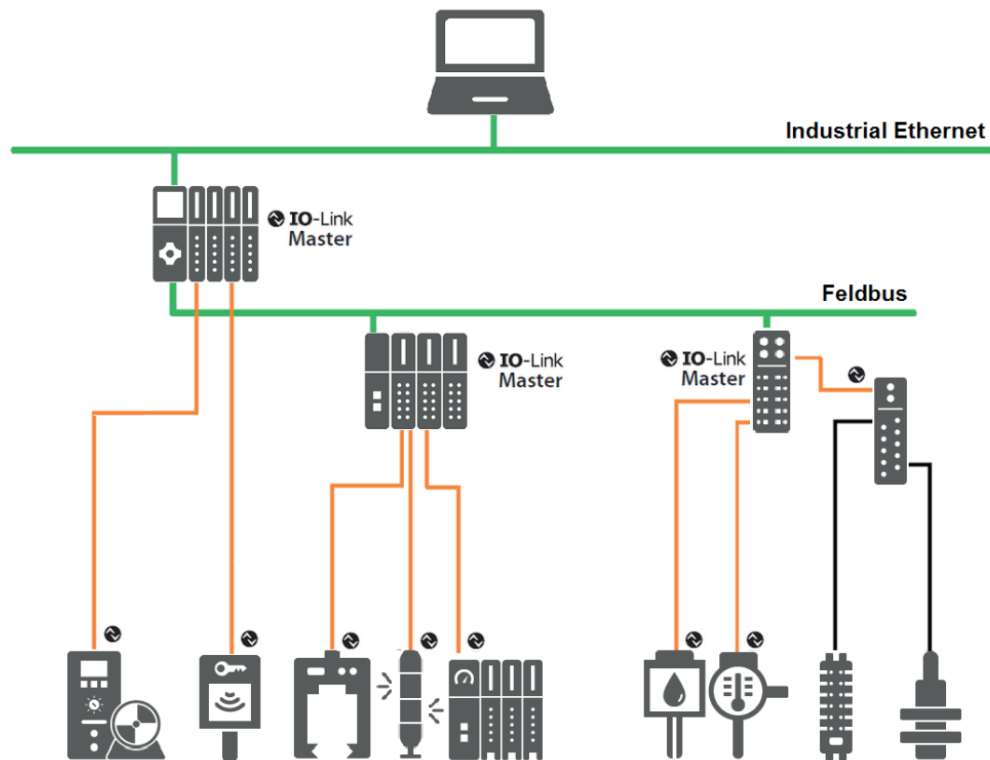 Industrial Ethernet
IO-Link
Master
Feldbus
IO-Link
Master
IO-Link
Master